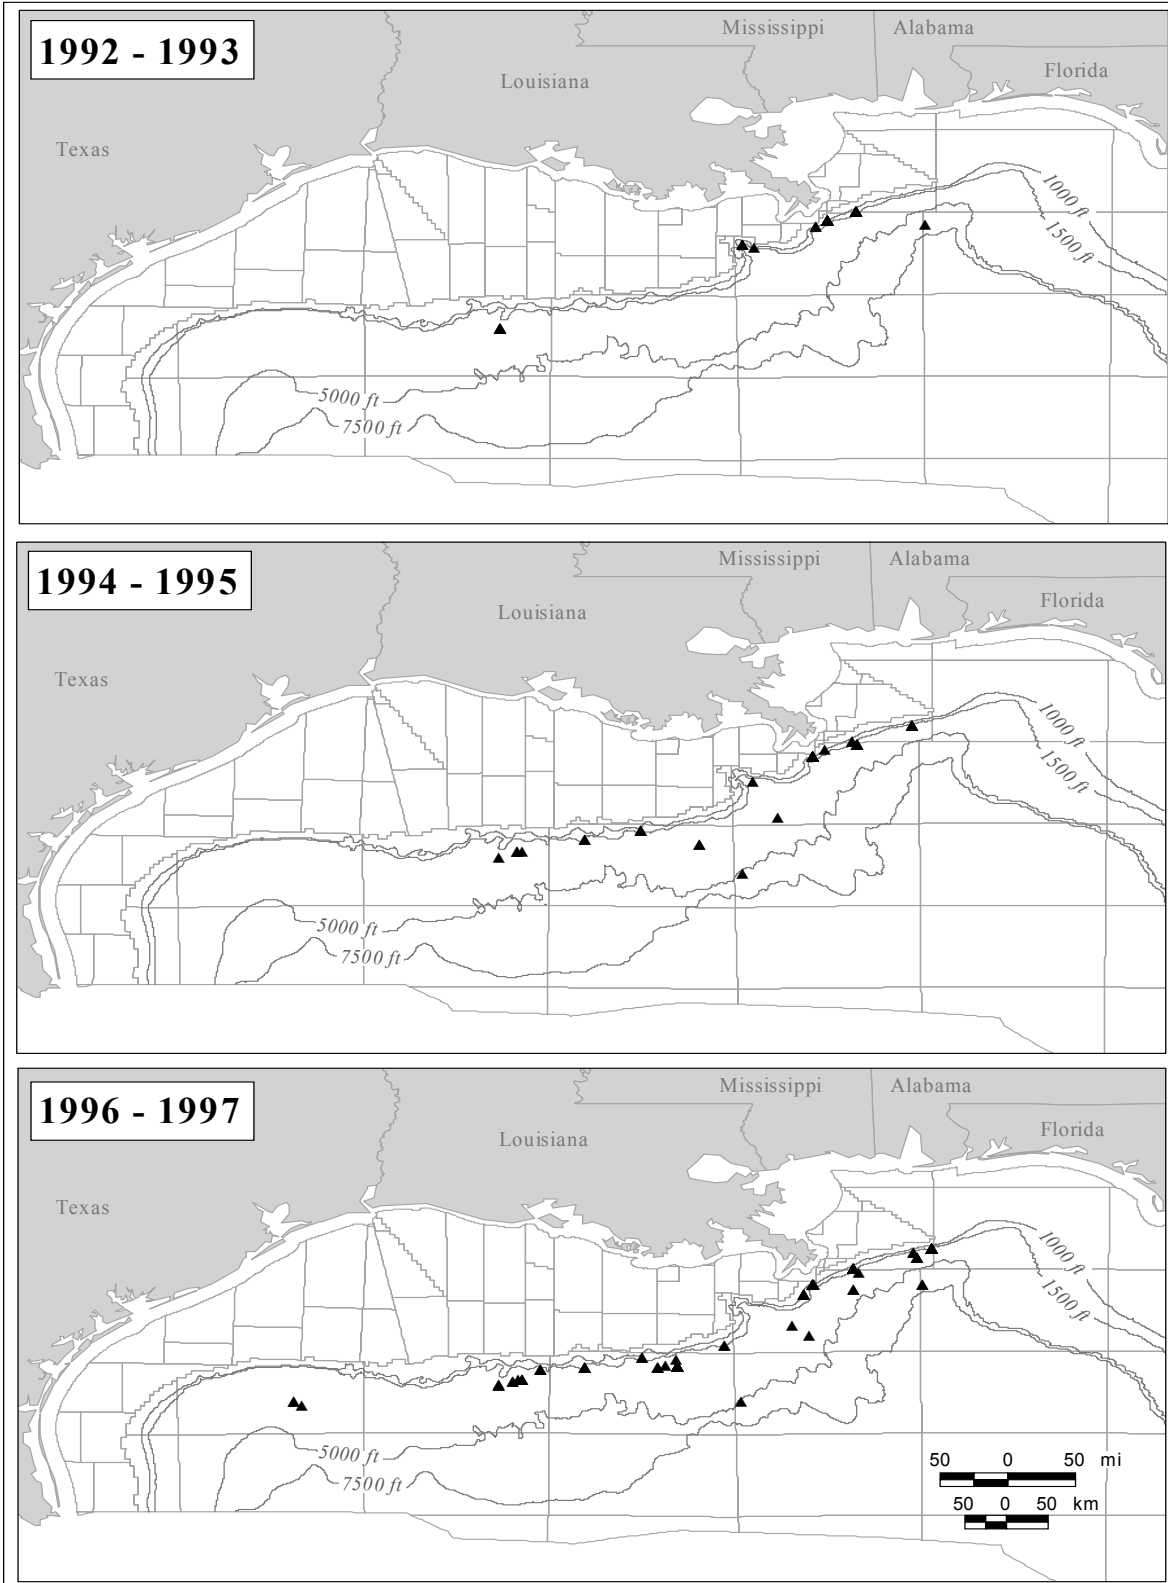 1992 - 1993
Mississippi
Alabama
Louisiana
Florida
Texas
1000 ft
1500 ft
5000 ft
7500 ft
1994 - 1995
Mississippi
Alabama
Louisiana
Florida
Texas
1000 ft
1500 ft
5000 ft
7500 ft
1996 - 1997
Mississippi
Alabama
Louisiana
Florida
Texas
1000 ft
1500 ft
5000 ft
7500 ft
50 0 50 mi
50 0 50 km